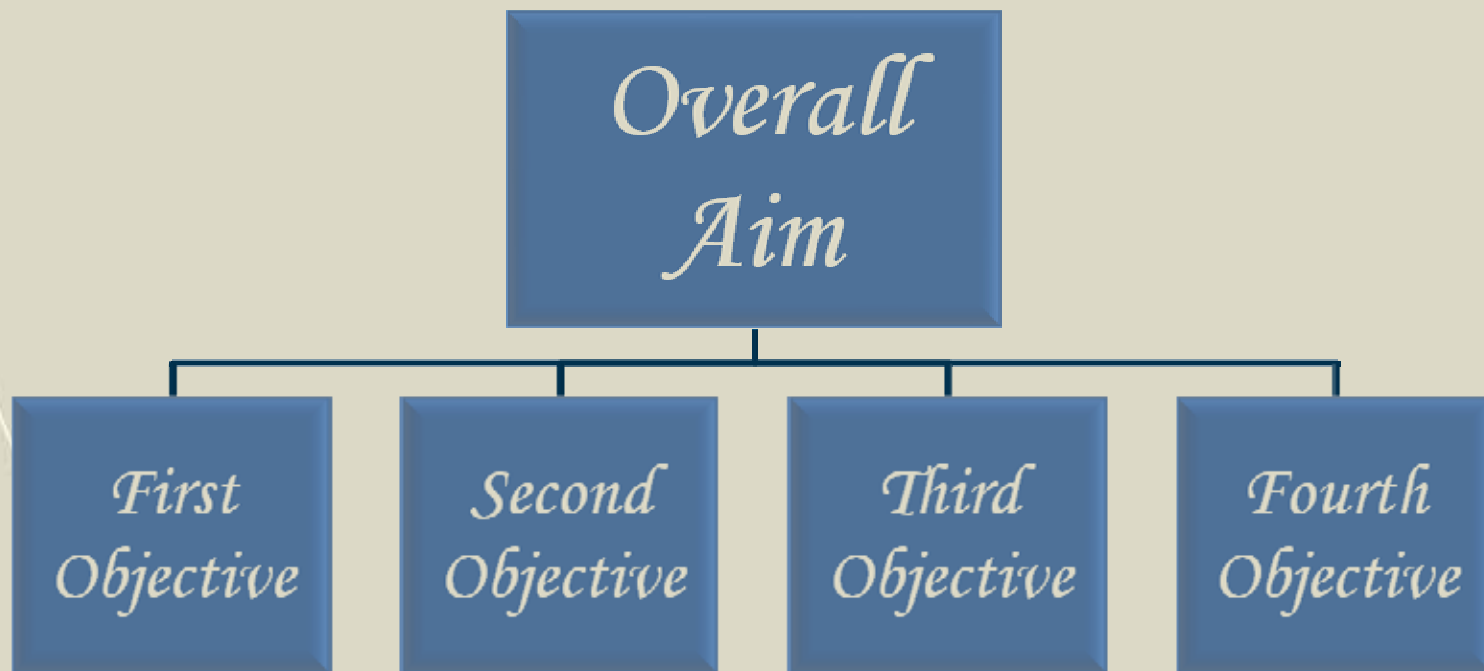 Overall
Aim
First
Objective
Second
Objective
Third
Objective
Fourth
Objective